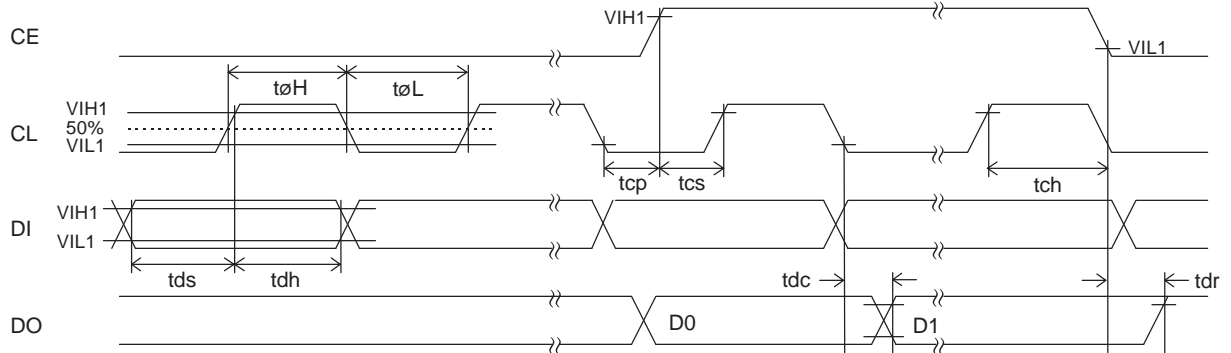 CE
VIH1
VIL1
tøH
tøL
CL
VIH1
50%
VIL1
tcp
tcs
tch
DI
VIH1
VIL1
tds
tdh
tdc
tdr
DO
D0
D1